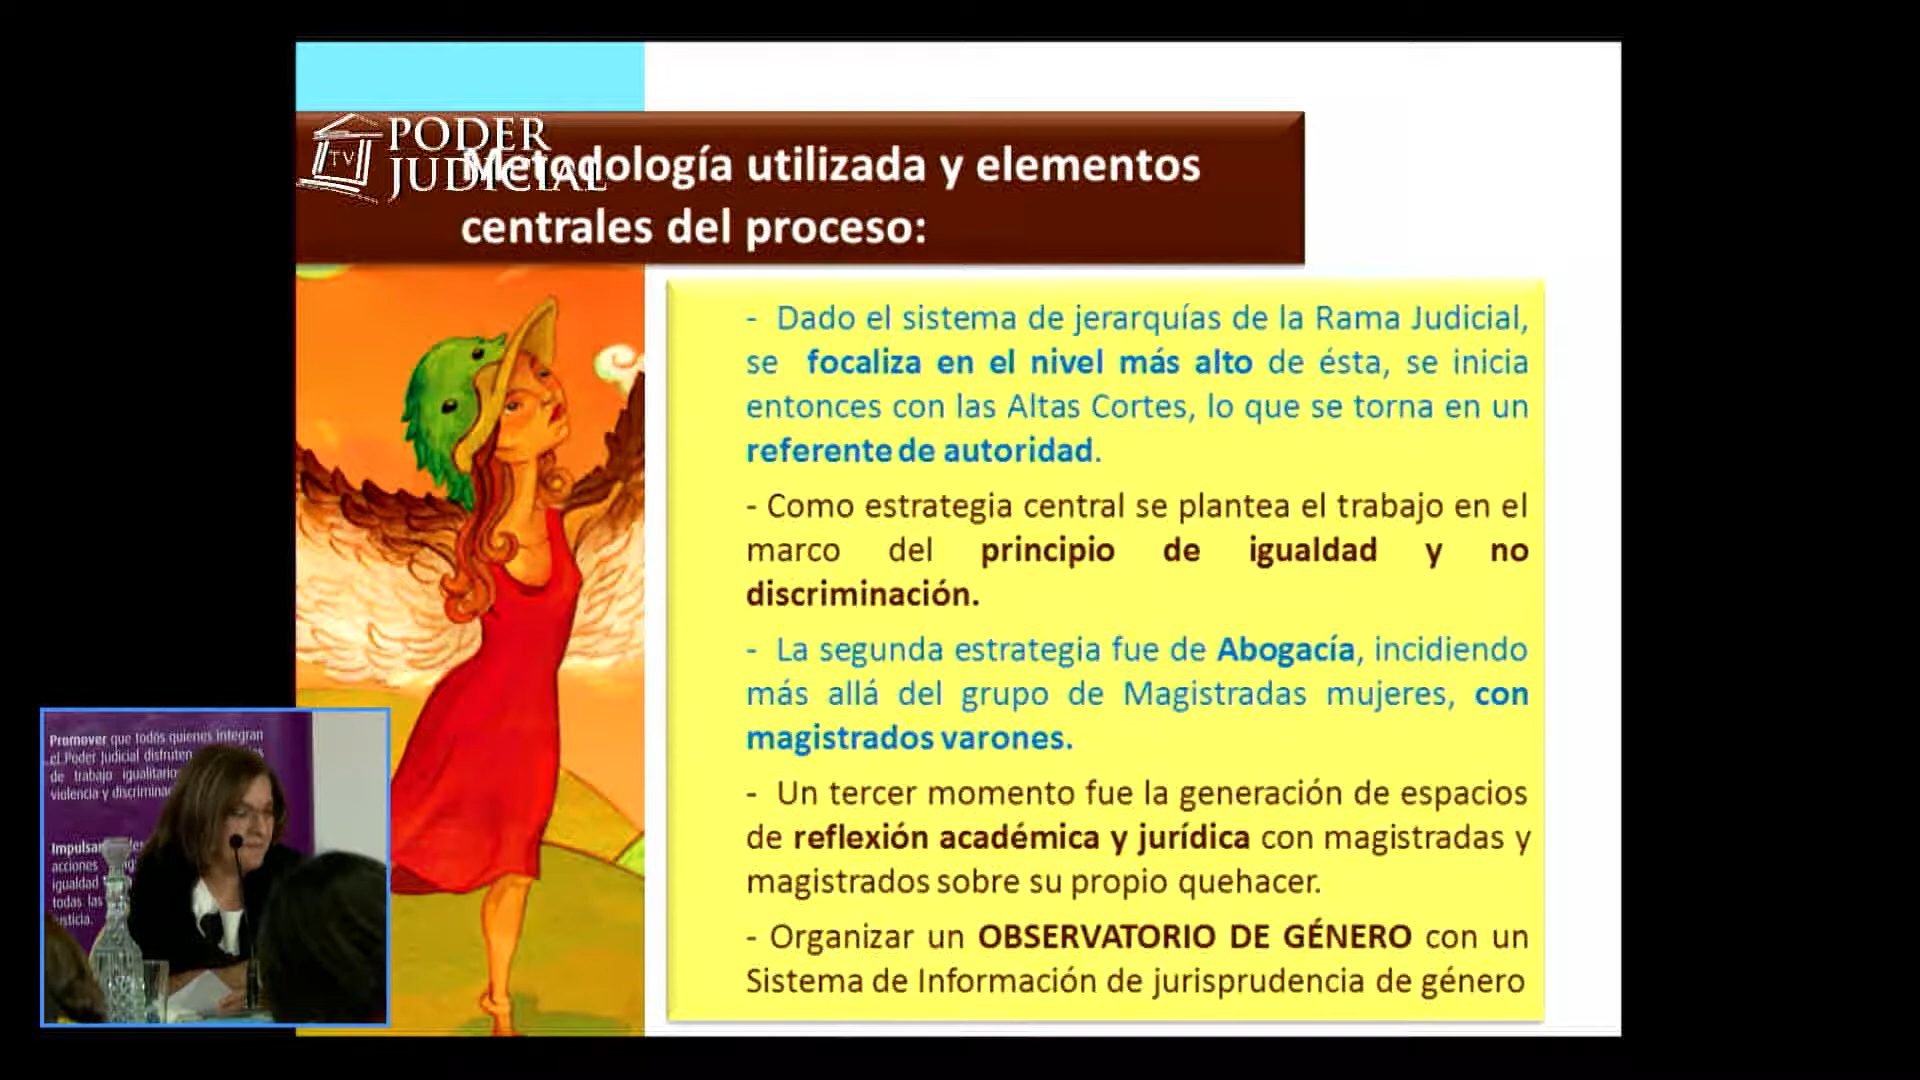 PODER
JUDICIAL
TV
Metodología utilizada y elementos
centrales del proceso:
- Dado el sistema de jerarquías de la Rama Judicial,
se focaliza en el nivel más alto de ésta, se inicia
entonces con las Altas Cortes, lo que se torna en un
referente de autoridad.
- Como estrategia central se plantea el trabajo en el
marco del principio de igualdad y no
discriminación.
- La segunda estrategia fue de Abogacía, incidiendo
más allá del grupo de Magistradas mujeres, con
magistrados varones.
- Un tercer momento fue la generación de espacios
de reflexión académica y jurídica con magistradas y
magistrados sobre su propio quehacer.
- Organizar un OBSERVATORIO DE GÉNERO con un
Sistema de Información de jurisprudencia de género
Promover que todos quienes integran
el Poder Judicial disfruten
de trabajo igualitario
violencia y
Impulsar
acciones
igualdad
todas las